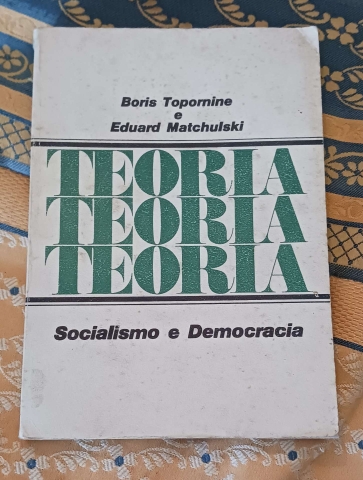 Boris Topornine
e
Eduard Matchulski
TEORIA
TEORIA
TEORIA
Socialismo e Democracia